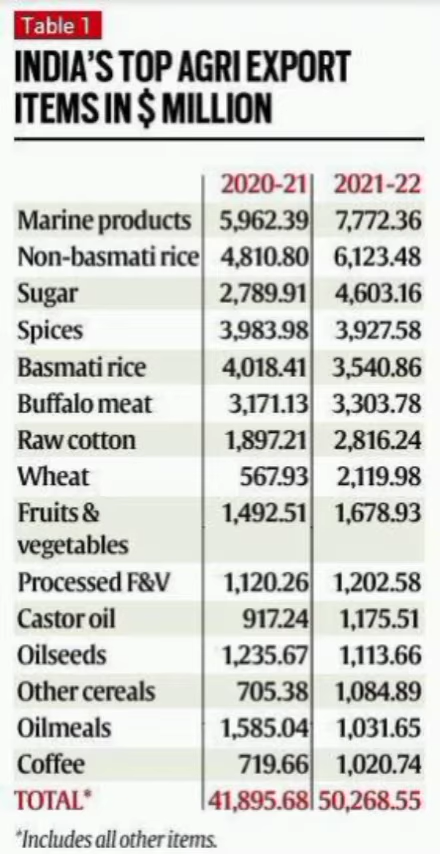 Table 1
INDIA'S TOP AGRI EXPORT
ITEMS IN $ MILLION
2020-21 2021-22
Marine products 5,962.39 7,772.36
Non-basmati rice 4,810.80 6,123.48
Sugar 2,789.91 4,603.16
Spices 3,983.98 3,927.58
Basmati rice 4,018.41 3,540.86
Buffalo meat 3,171.13 3,303.78
Raw cotton 1,897.21 2,816.24
Wheat 567.93 2,119.98
Fruits & 1,492.51 1,678.93
vegetables
Processed F&V 1,120.26 1,202.58
Castor oil 917.24 1,175.51
Oilseeds 1,235.67 1,113.66
Other cereals 705.38 1,084.89
Oilmeals 1,585.04 1,031.65
Coffee 719.66 1,020.74
TOTAL* 41,895.68 50,268.55
*Includes all other items.